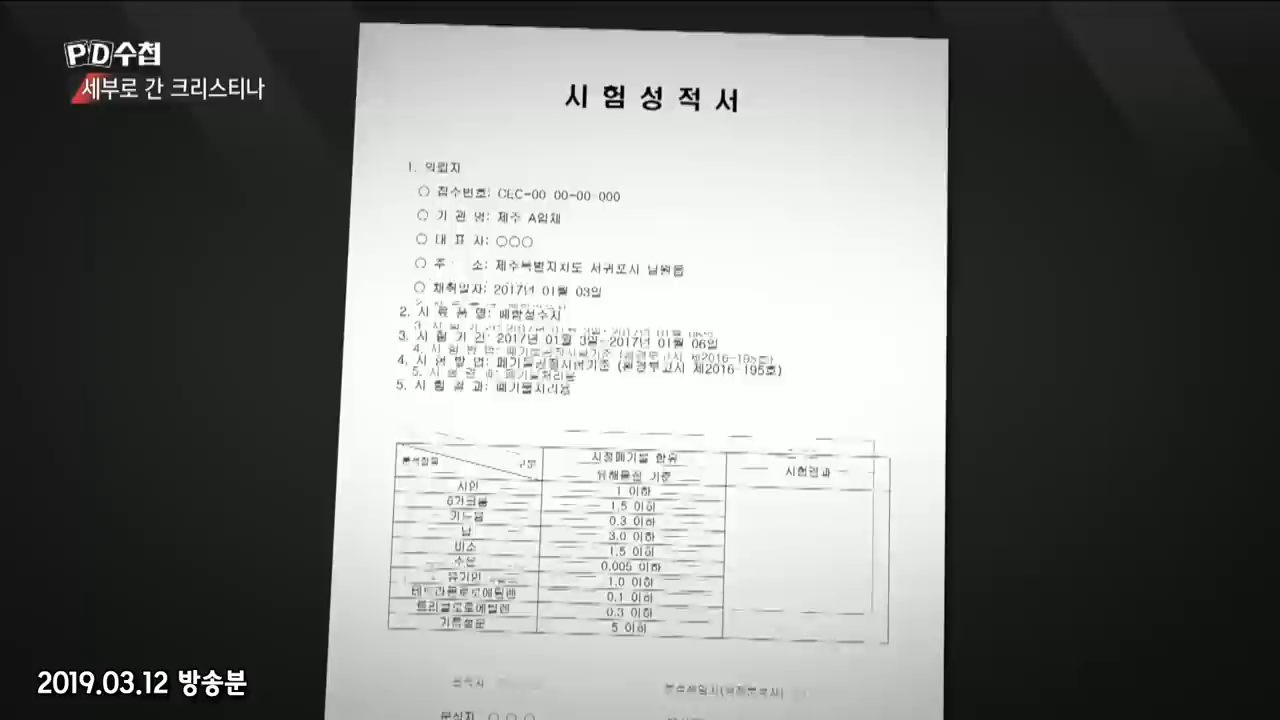 PD수첩
세부로 간 크리스티나
시 험 성 적 서
1. 의뢰자
○ 접수번호: CEC-00 00-00 000
○ 기 관 명: 제주 A업체
○ 대 표 자: ○○○
○ 주 소: 제주특별자치도 서귀포시 남원읍
○ 채취일자: 2017년 01월 03일
2. 시 료 품 명: 폐합성수지
3. 시 험 기 간: 2017년 01월 3일- 2017년 01월 06일
4. 시 험 방 법: 폐기물공정시험기준 (환경부고시 제2016-195호)
5. 시 험 결 과: 폐기물처리용
분석항목 구분 지정폐기물 함유 유해물질 기준 시험결과
시안 1 이하
6가크롬 1.5 이하
카드뮴 0.3 이하
납 3.0 이하
비소 1.5 이하
수은 0.005 이하
유기인 1.0 이하
테트라클로로에틸렌 0.1 이하
트리클로로에틸렌 0.3 이하
기름성분 5 이하
분석자 ○ ○ ○
2019.03.12 방송분